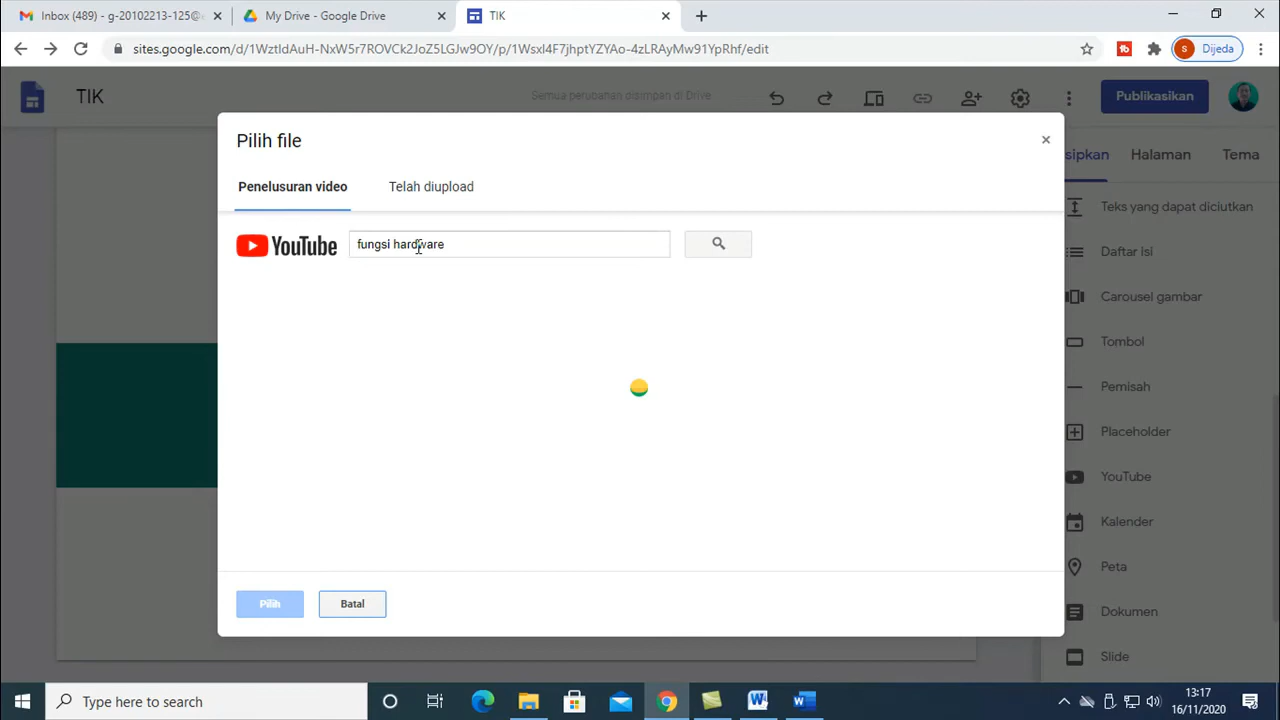 Inbox (489) - g-20102213-125@k
My Drive - Google Drive
TIK
sites.google.com/d/1WztIdAuH-NxW5r7ROVCk2JoZ5LGJw9OY/p/1WsxI4F7jhptYZYAo-4zLRAyMw91YpRhf/edit
S
Dijeda
TIK
Semua perubatan disimpan di Drive
Publikasikan
Pilih file
sipkan
Halaman
Tema
Penelusuran video
Telah diupload
Teks yang dapat diciutkan
YouTube
fungsi hardware
Daftar isi
Carousel gambar
Tombol
Pemisah
Placeholder
YouTube
Kalender
Peta
Pilih
Batal
Dokumen
Slide
Type here to search
13:17
16/11/2020